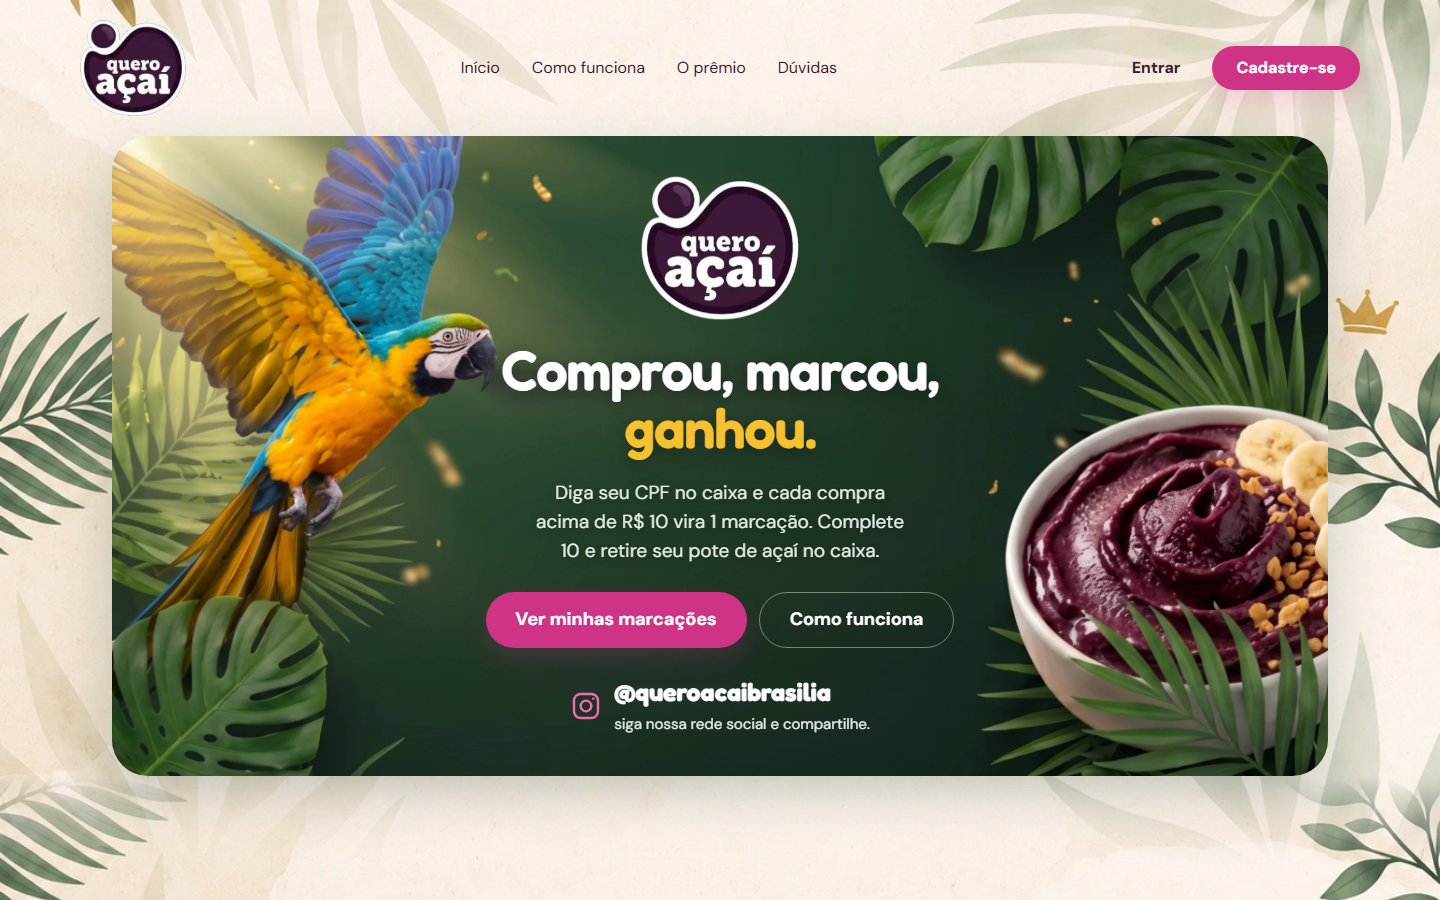 quero
açaí
Início
Como funciona
O prêmio
Dúvidas
Entrar
Cadastre-se
quero
açaí
Comprou, marcou,
ganhou.
Diga seu CPF no caixa e cada compra
acima de R$ 10 vira 1 marcação. Complete
10 e retire seu pote de açaí no caixa.
Ver minhas marcações
Como funciona
@queroacaibrasilia
siga nossa rede social e compartilhe.